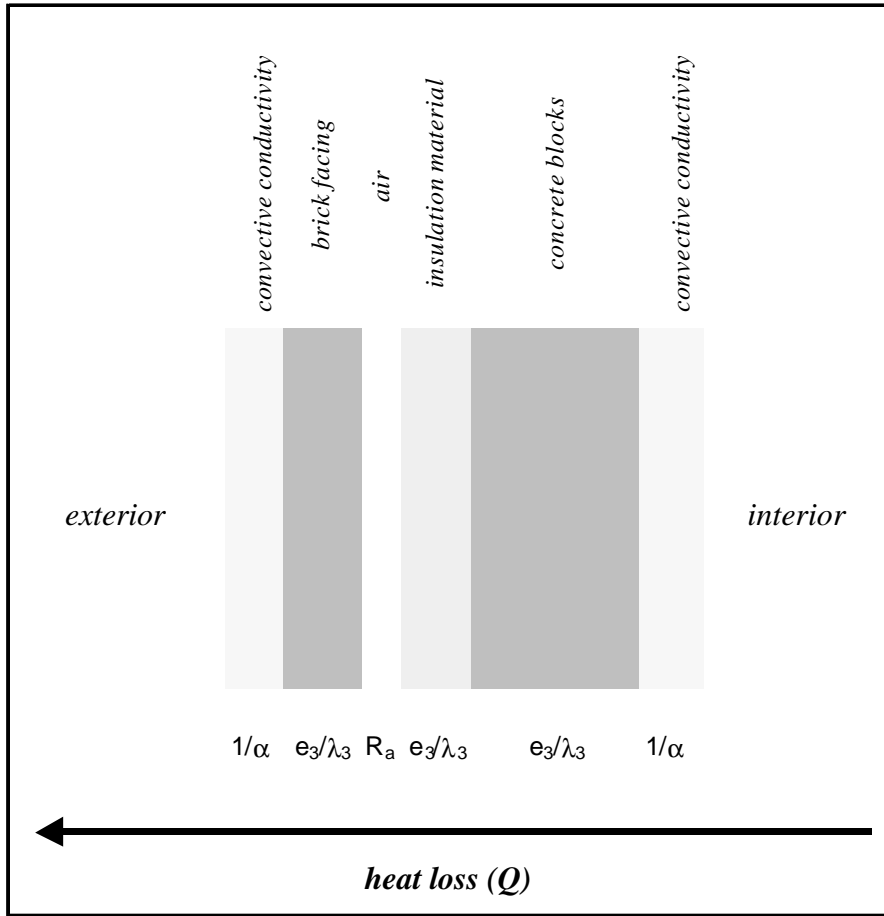 convective conductivity
brick facing
air
insulation material
concrete blocks
convective conductivity
exterior
interior
1/α e₃/λ₃ Rₐ e₃/λ₃ e₃/λ₃ 1/α
heat loss (Q)